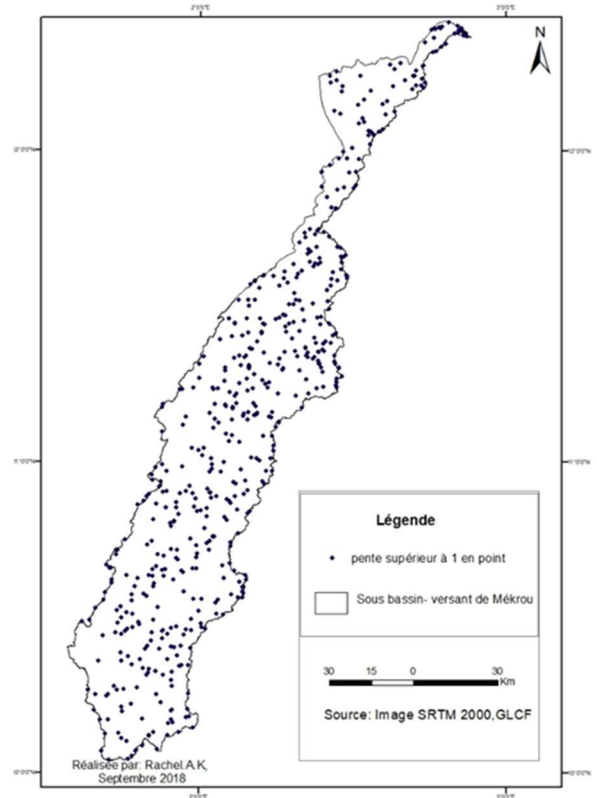 N
Légende
pente supérieur à 1 en point
Sous bassin- versant de Mékrou
30 15 0 30
Km
Source: Image SRTM 2000,GLCF
Réalisée par: Rachel.A.K,
Septembre 2018